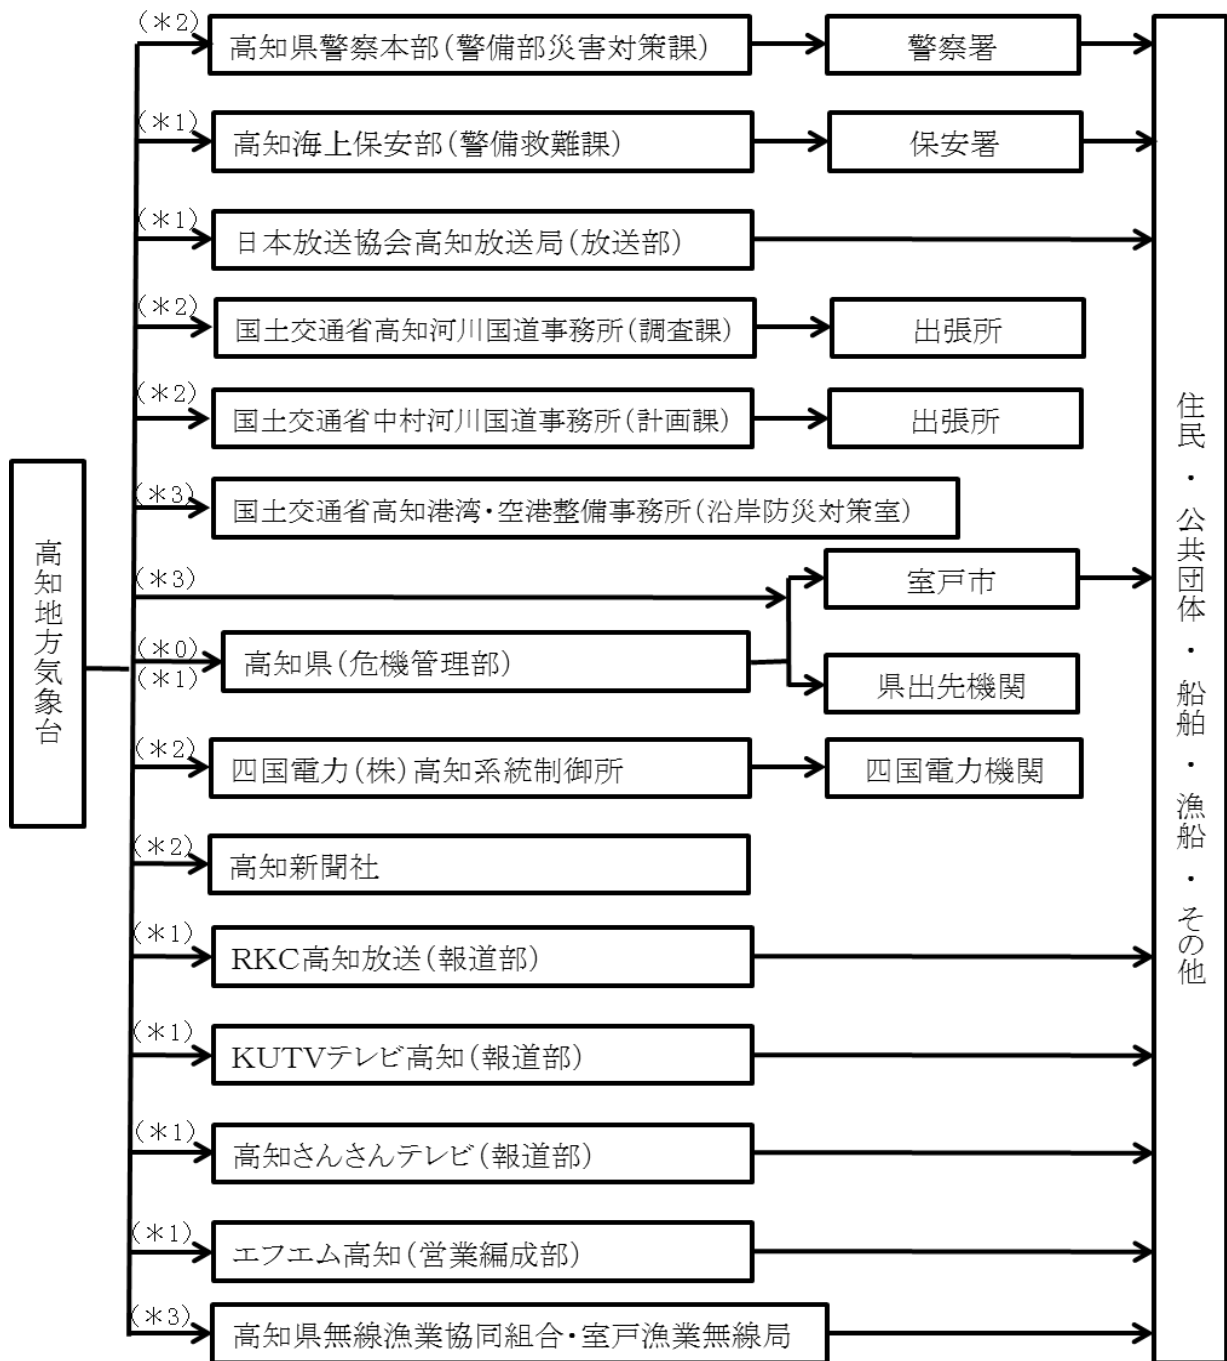 (*2)
高知県警察本部(警備部災害対策課)
警察署
(*1)
高知海上保安部(警備救難課)
保安署
(*1)
日本放送協会高知放送局(放送部)
(*2)
国土交通省高知河川国道事務所(調査課)
出張所
(*2)
国土交通省中村河川国道事務所(計画課)
出張所
(*3)
国土交通省高知港湾・空港整備事務所(沿岸防災対策室)
高知地方気象台
(*3)
室戸市
(*0)
(*1)
高知県(危機管理部)
県出先機関
(*2)
四国電力(株)高知系統制御所
四国電力機関
(*2)
高知新聞社
(*1)
RKC高知放送(報道部)
(*1)
KUTVテレビ高知(報道部)
(*1)
高知さんさんテレビ(報道部)
(*1)
エフエム高知(営業編成部)
(*3)
高知県無線漁業協同組合・室戸漁業無線局
住民・公共団体・船舶・漁船・その他